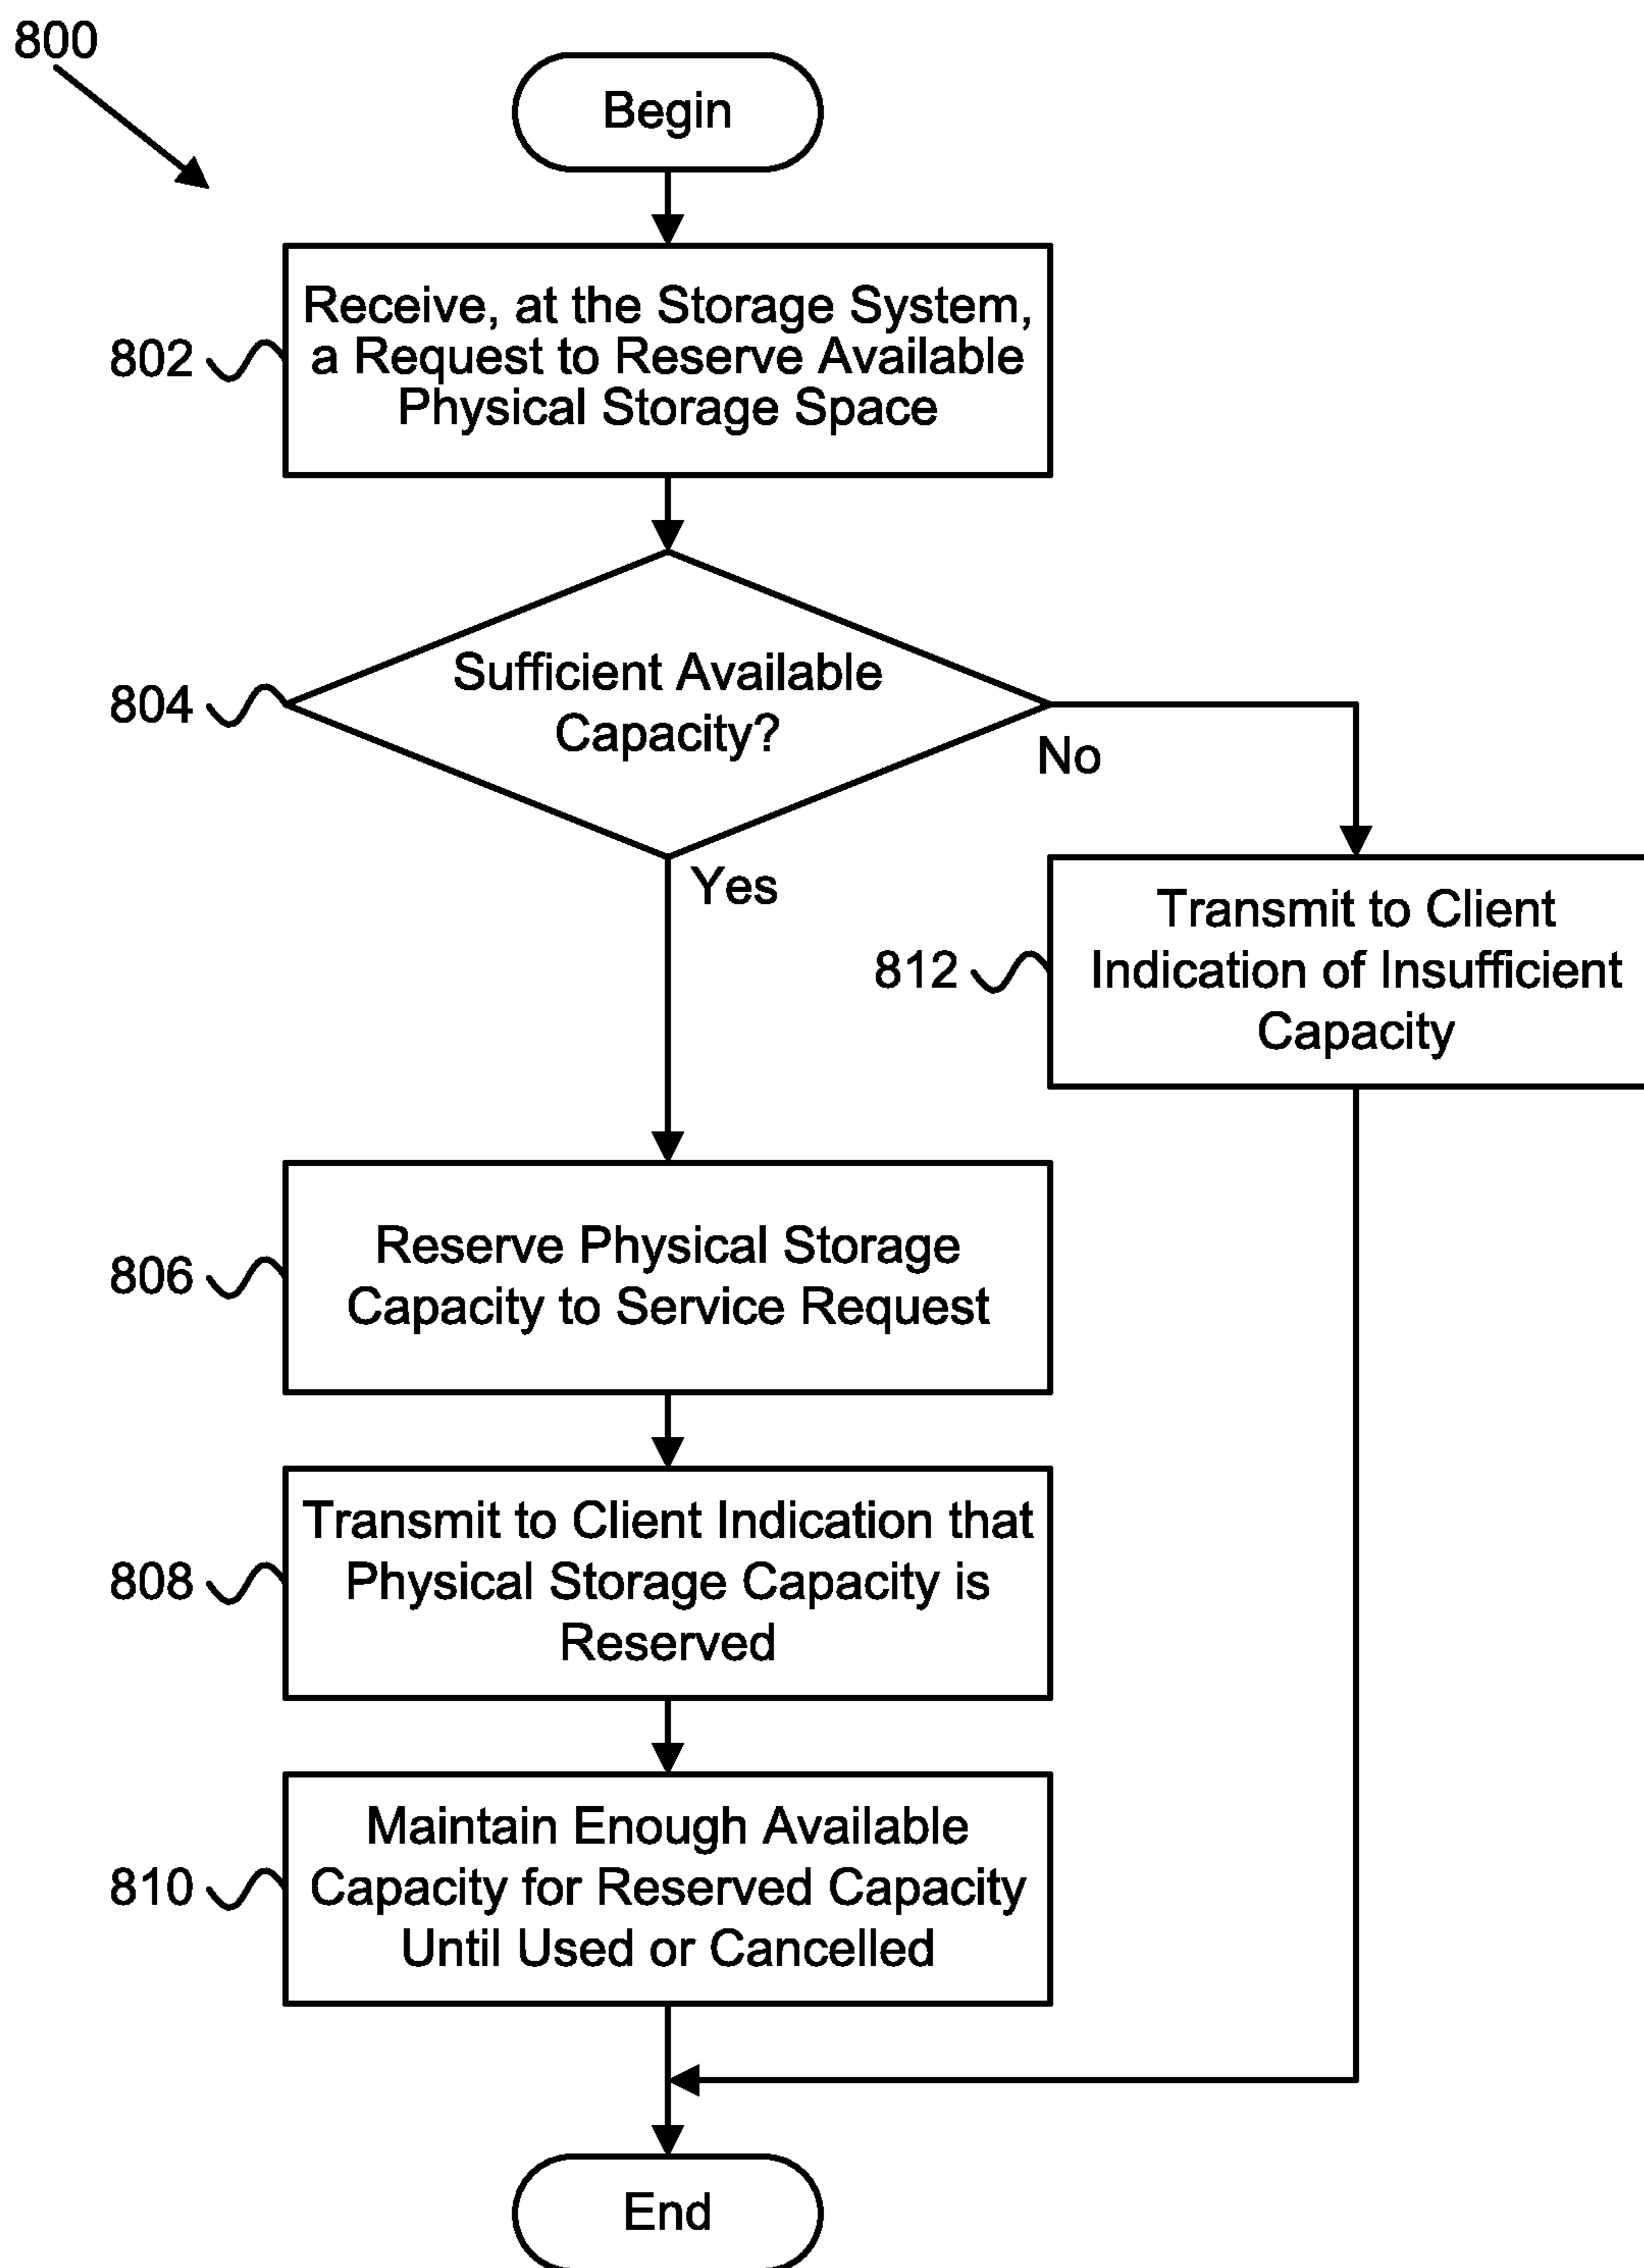 800
Begin
802
Receive, at the Storage System,
a Request to Reserve Available
Physical Storage Space
804
Sufficient Available
Capacity?
No
Yes
812
Transmit to Client
Indication of Insufficient
Capacity
806
Reserve Physical Storage
Capacity to Service Request
808
Transmit to Client Indication that
Physical Storage Capacity is
Reserved
810
Maintain Enough Available
Capacity for Reserved Capacity
Until Used or Cancelled
End